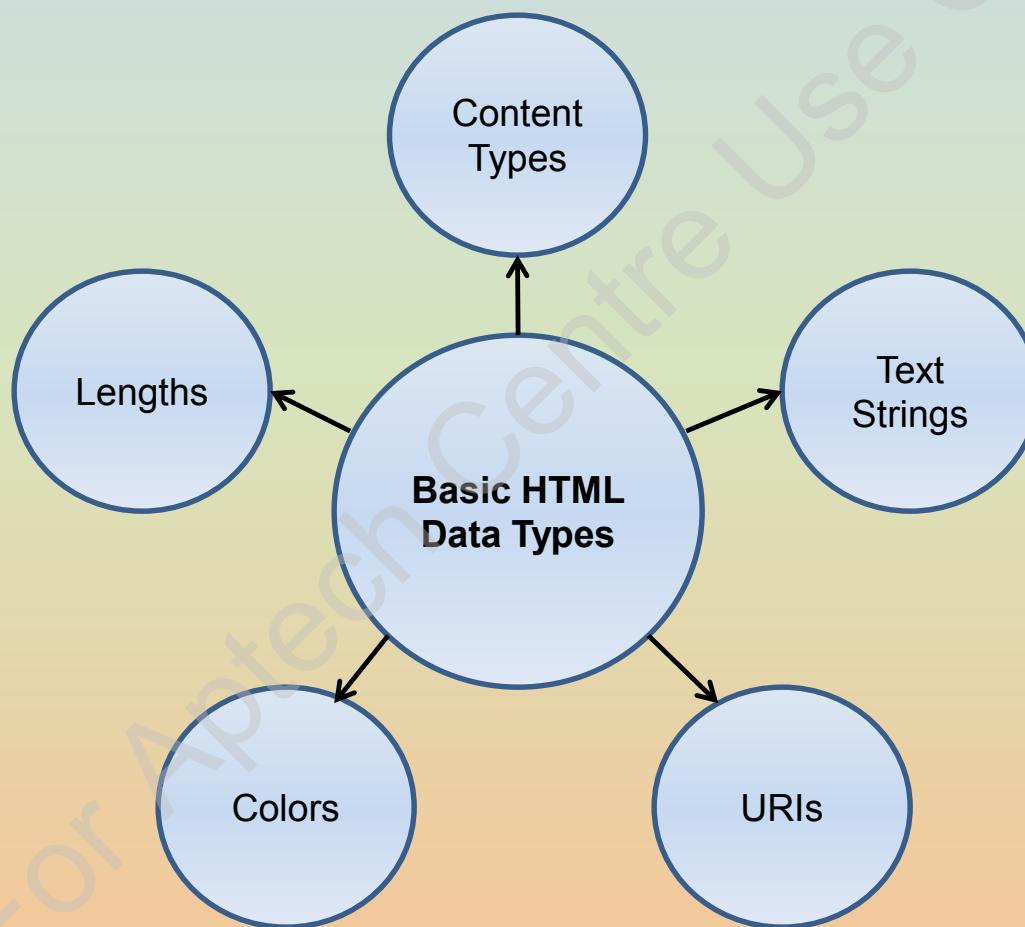 Content
Types
Lengths
Text
Strings
Basic HTML
Data Types
Colors
URIs
For Aptech Centre Use